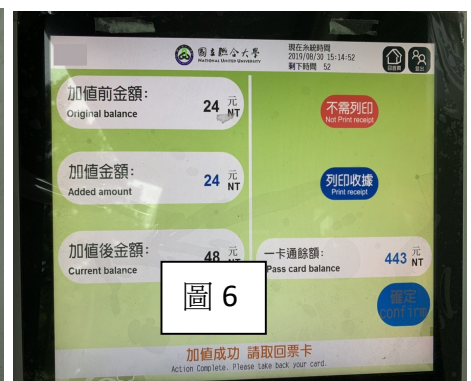 國立聯合大學
NATIONAL UNITED UNIVERSITY
現在系統時間
2019/08/30 15:14:52
剩下時間 52
回首頁
登出
加值前金額:
Original balance
24 元
NT
不需列印
Not Print receipt
加值金額:
Added amount
24 元
NT
列印收據
Print receipt
加值後金額:
Current balance
48 元
NT
一卡通餘額:
iPass card balance
443 元
NT
圖 6
確定
confirm
加值成功 請取回票卡
Action Complete. Please take back your card.